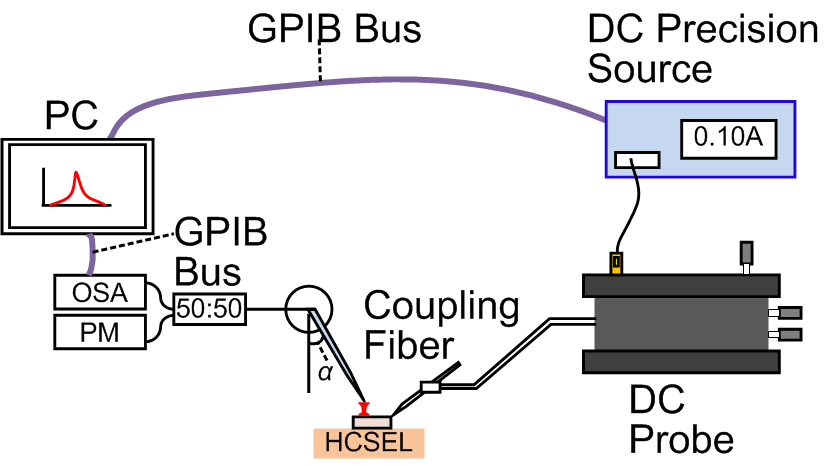 GPIB Bus
DC Precision
Source
PC
0.10A
GPIB
Bus
OSA
50:50
PM
Coupling
Fiber
α
HCSEL
DC
Probe